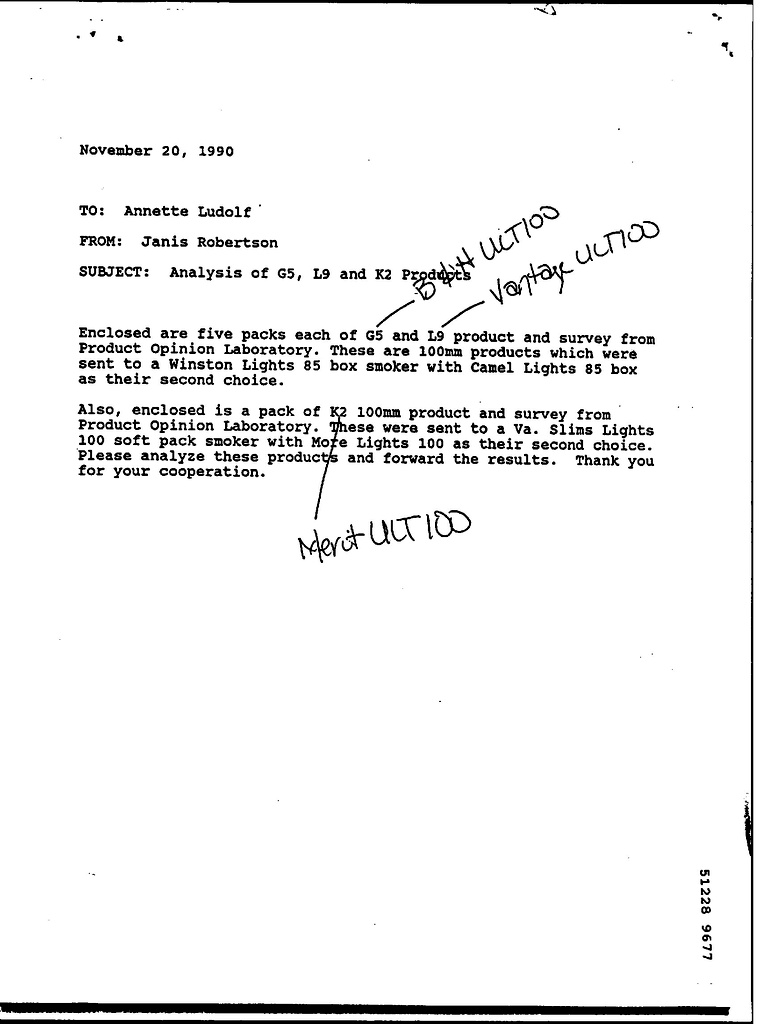 November 20, 1990
TO: Annette Ludolf
FROM: Janis Robertson
SUBJECT: Analysis of G5, L9 and K2 Products
B & H ULT100
Vantage ULT100
Enclosed are five packs each of G5 and L9 product and survey from
Product Opinion Laboratory. These are 100mm products which were
sent to a Winston Lights 85 box smoker with Camel Lights 85 box
as their second choice.
Also, enclosed is a pack of K2 100mm product and survey from
Product Opinion Laboratory. These were sent to a Va. Slims Lights
100 soft pack smoker with More Lights 100 as their second choice.
Please analyze these products and forward the results. Thank you
for your cooperation.
Merit ULT100
51228 9677